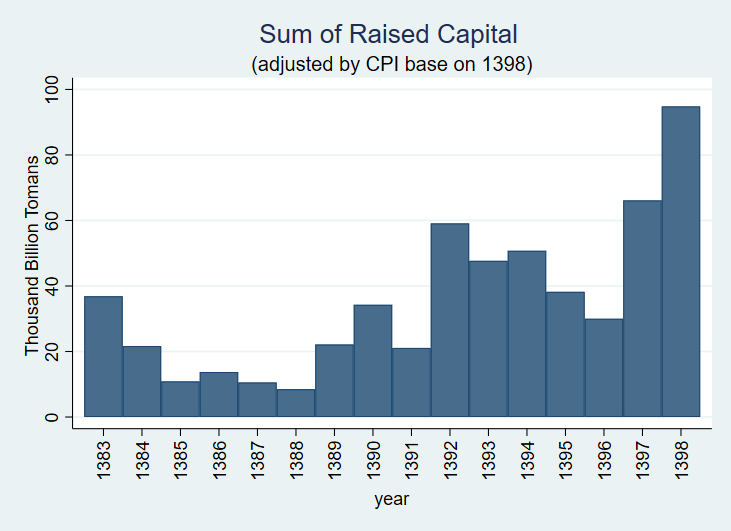 Sum of Raised Capital
(adjusted by CPI base on 1398)
Thousand Billion Tomans
100
80
60
40
20
0
1383 1384 1385 1386 1387 1388 1389 1390 1391 1392 1393 1394 1395 1396 1397 1398
year